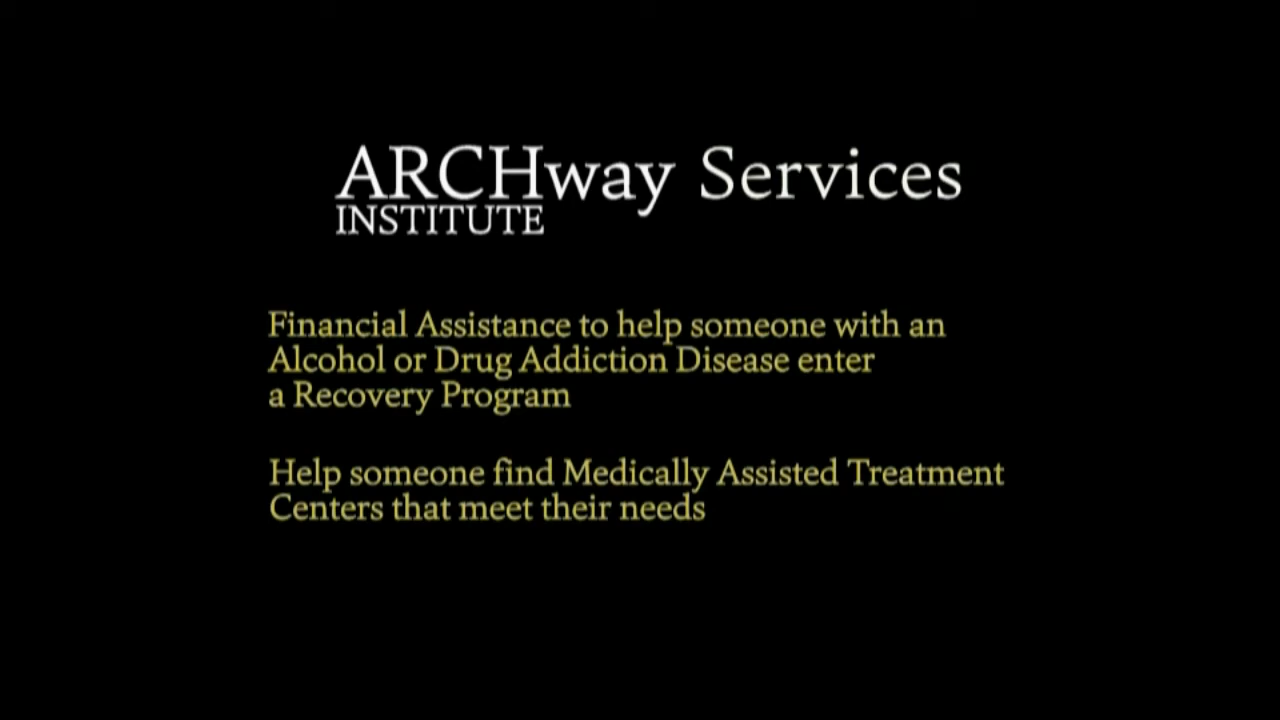 ARCHway Services
INSTITUTE
Financial Assistance to help someone with an
Alcohol or Drug Addiction Disease enter
a Recovery Program
Help someone find Medically Assisted Treatment
Centers that meet their needs